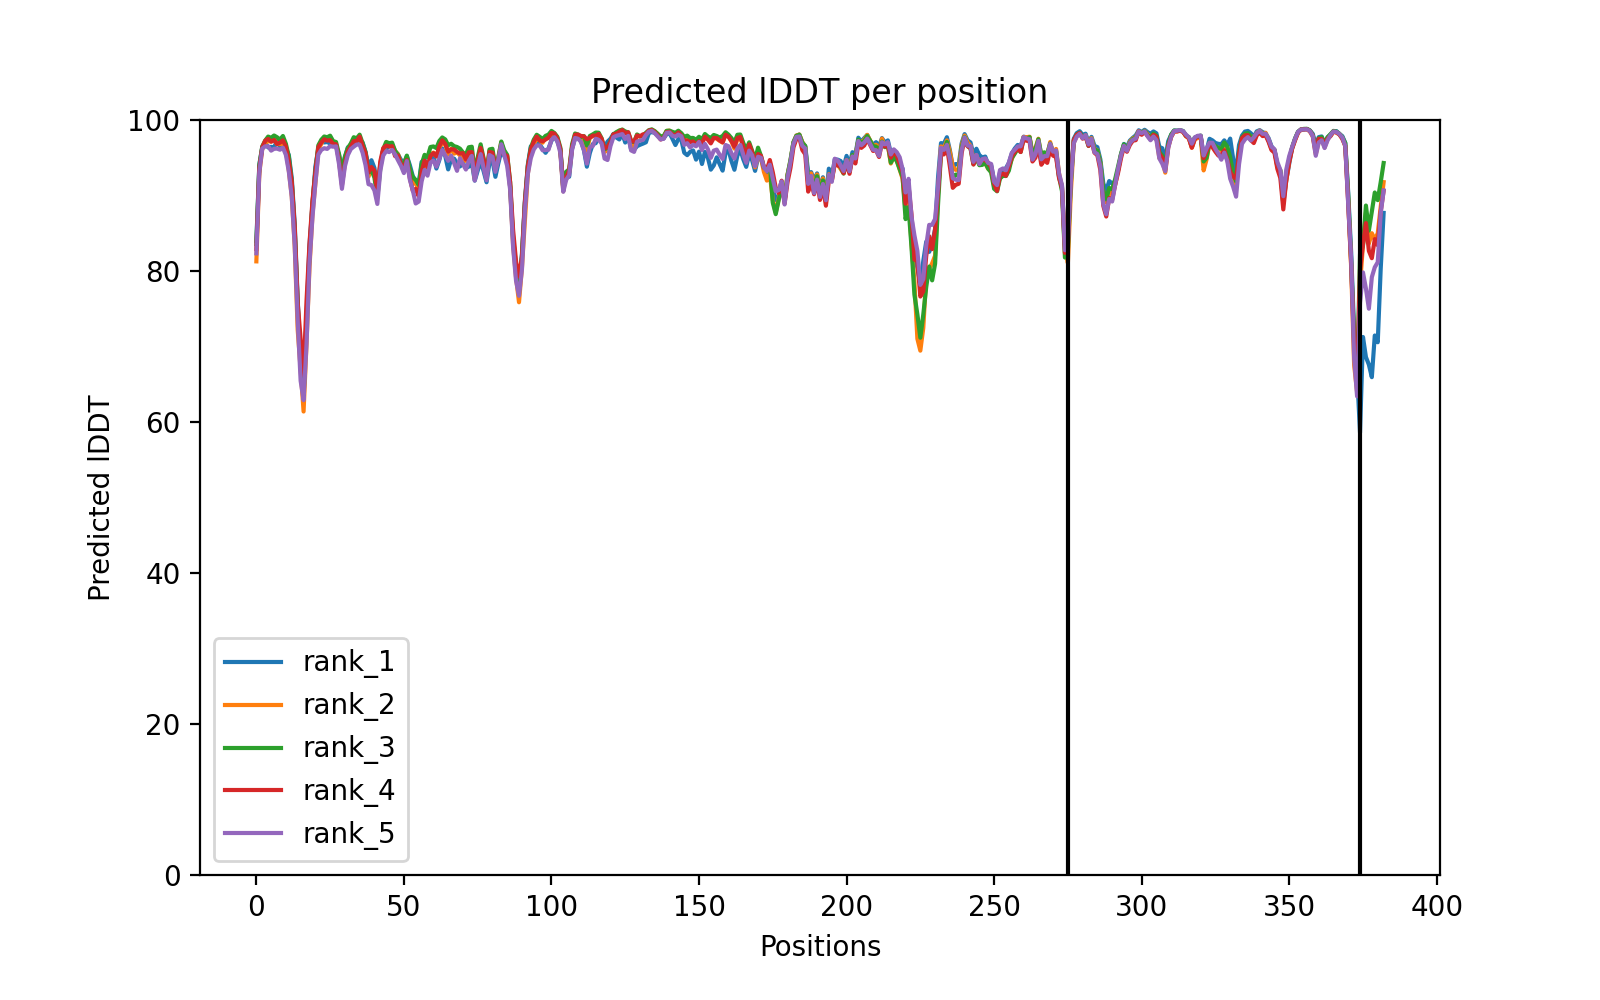 Predicted lDDT per position
100
80
60
40
20
0
Predicted lDDT
rank_1
rank_2
rank_3
rank_4
rank_5
0 50 100 150 200 250 300 350 400
Positions